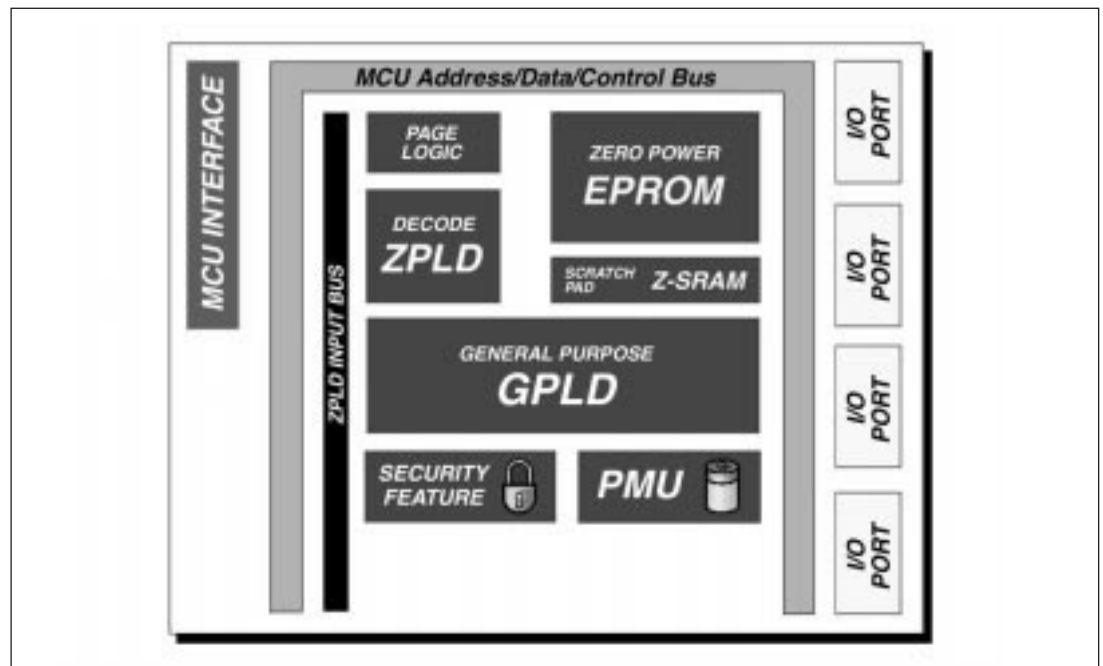 MCU INTERFACE
MCU Address/Data/Control Bus
ZPLD INPUT BUS
PAGE
LOGIC
DECODE
ZPLD
ZERO POWER
EPROM
SCRATCH
PAD
Z-SRAM
GENERAL PURPOSE
GPLD
SECURITY
FEATURE
PMU
I/O
PORT
I/O
PORT
I/O
PORT
I/O
PORT